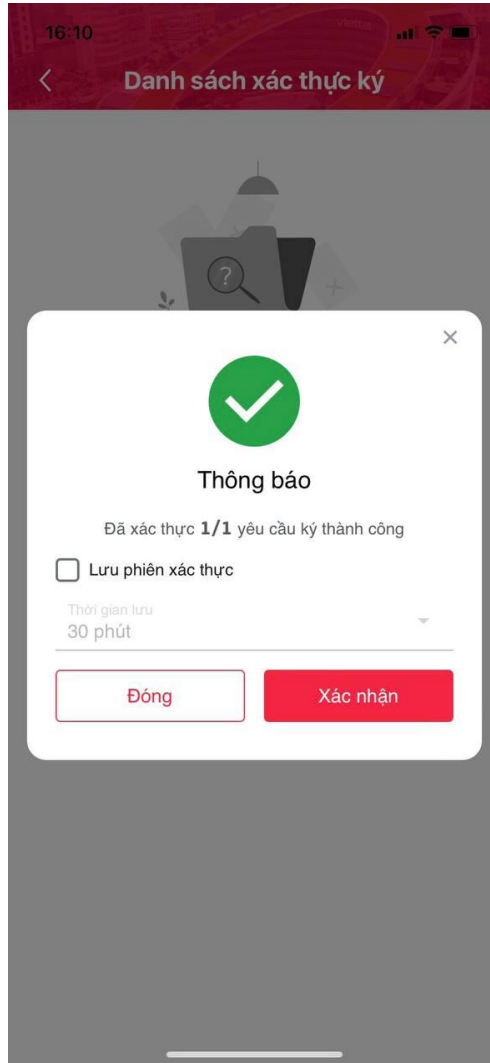 16:10
viettel
Danh sách xác thực ký
?
Thông báo
Đã xác thực 1/1 yêu cầu ký thành công
Lưu phiên xác thực
Thời gian lưu
30 phút
Đóng
Xác nhận